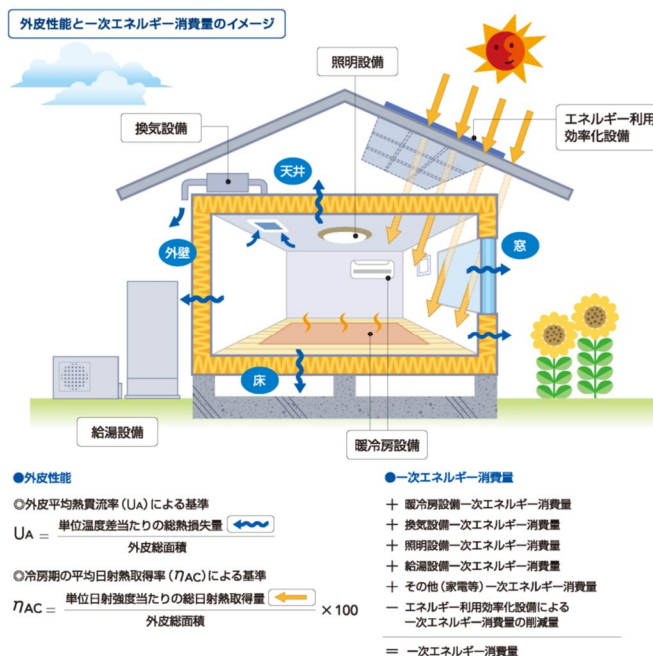 外皮性能と一次エネルギー消費量のイメージ
照明設備
換気設備
エネルギー利用
効率化設備
天井
外壁
窓
床
給湯設備
暖冷房設備
●外皮性能
◎外皮平均熱貫流率(UA)による基準
UA = 単位温度差当たりの総熱損失量
外皮総面積
◎冷房期の平均日射熱取得率(ηAC)による基準
ηAC = 単位日射強度当たりの総日射熱取得量 ×100
外皮総面積
●一次エネルギー消費量
+ 暖冷房設備一次エネルギー消費量
+ 換気設備一次エネルギー消費量
+ 照明設備一次エネルギー消費量
+ 給湯設備一次エネルギー消費量
+ その他(家電等)一次エネルギー消費量
− エネルギー利用効率化設備による
一次エネルギー消費量の削減量
= 一次エネルギー消費量